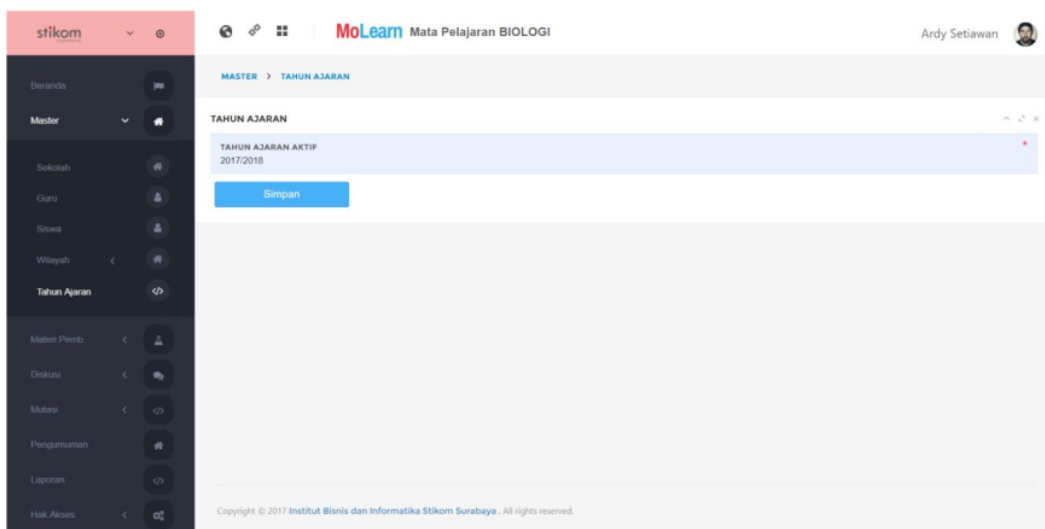 stikom
SURABAYA
MoLearn Mata Pelajaran BIOLOGI
Ardy Setiawan
Beranda
Master
Sekolah
Guru
Siswa
Wilayah
Tahun Ajaran
Materi Pemb...
Diskusi
Mutasi
Pengumuman
Laporan
Hak Akses
MASTER > TAHUN AJARAN
TAHUN AJARAN
TAHUN AJARAN AKTIF *
2017/2018
Simpan
Copyright © 2017 Institut Bisnis dan Informatika Stikom Surabaya . All rights reserved.